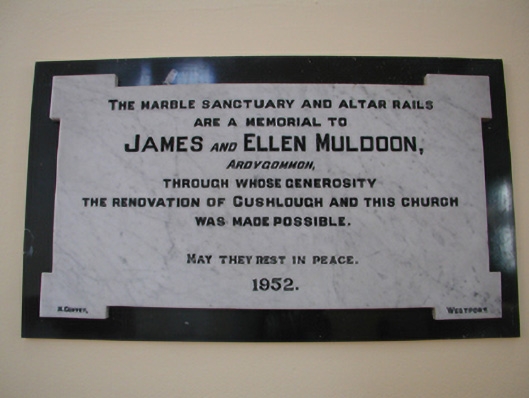 THE MARBLE SANCTUARY AND ALTAR RAILS
ARE A MEMORIAL TO
JAMES AND ELLEN MULDOON,
ARDYGOMMON,
THROUGH WHOSE GENEROSITY
THE RENOVATION OF CUSHLOUGH AND THIS CHURCH
WAS MADE POSSIBLE.
MAY THEY REST IN PEACE.
1952.
WESTPORT